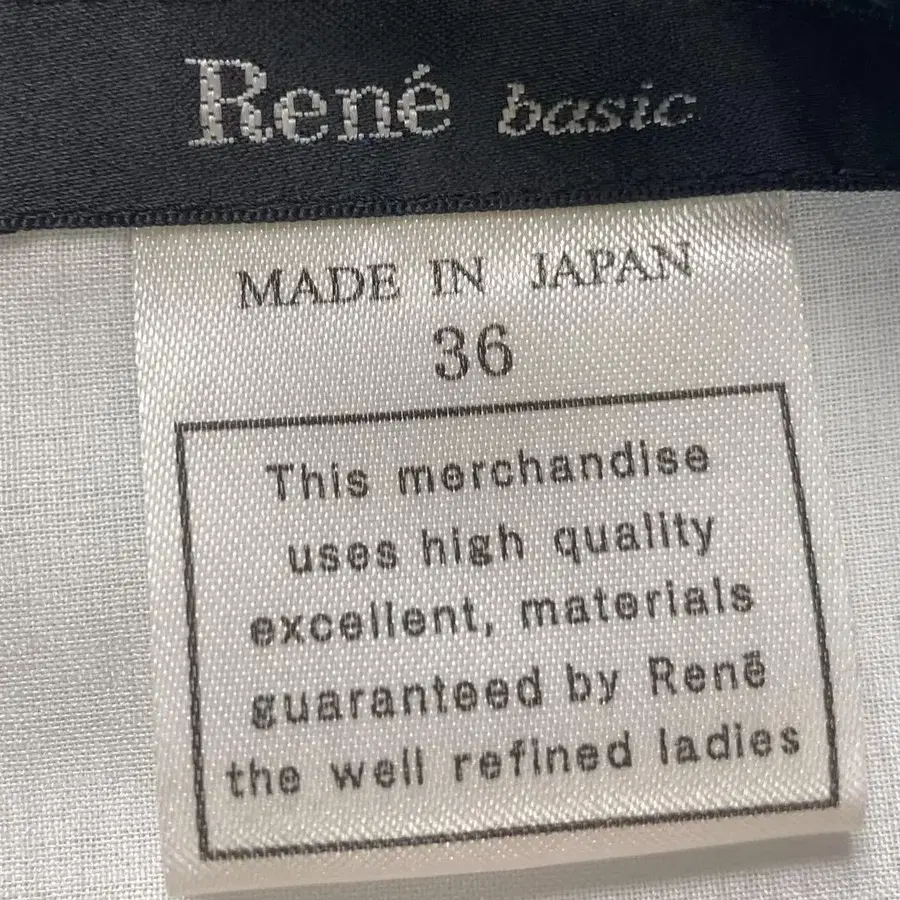 René basic
MADE IN JAPAN
36
This merchandise
uses high quality
excellent, materials
guaranteed by René
the well refined ladies